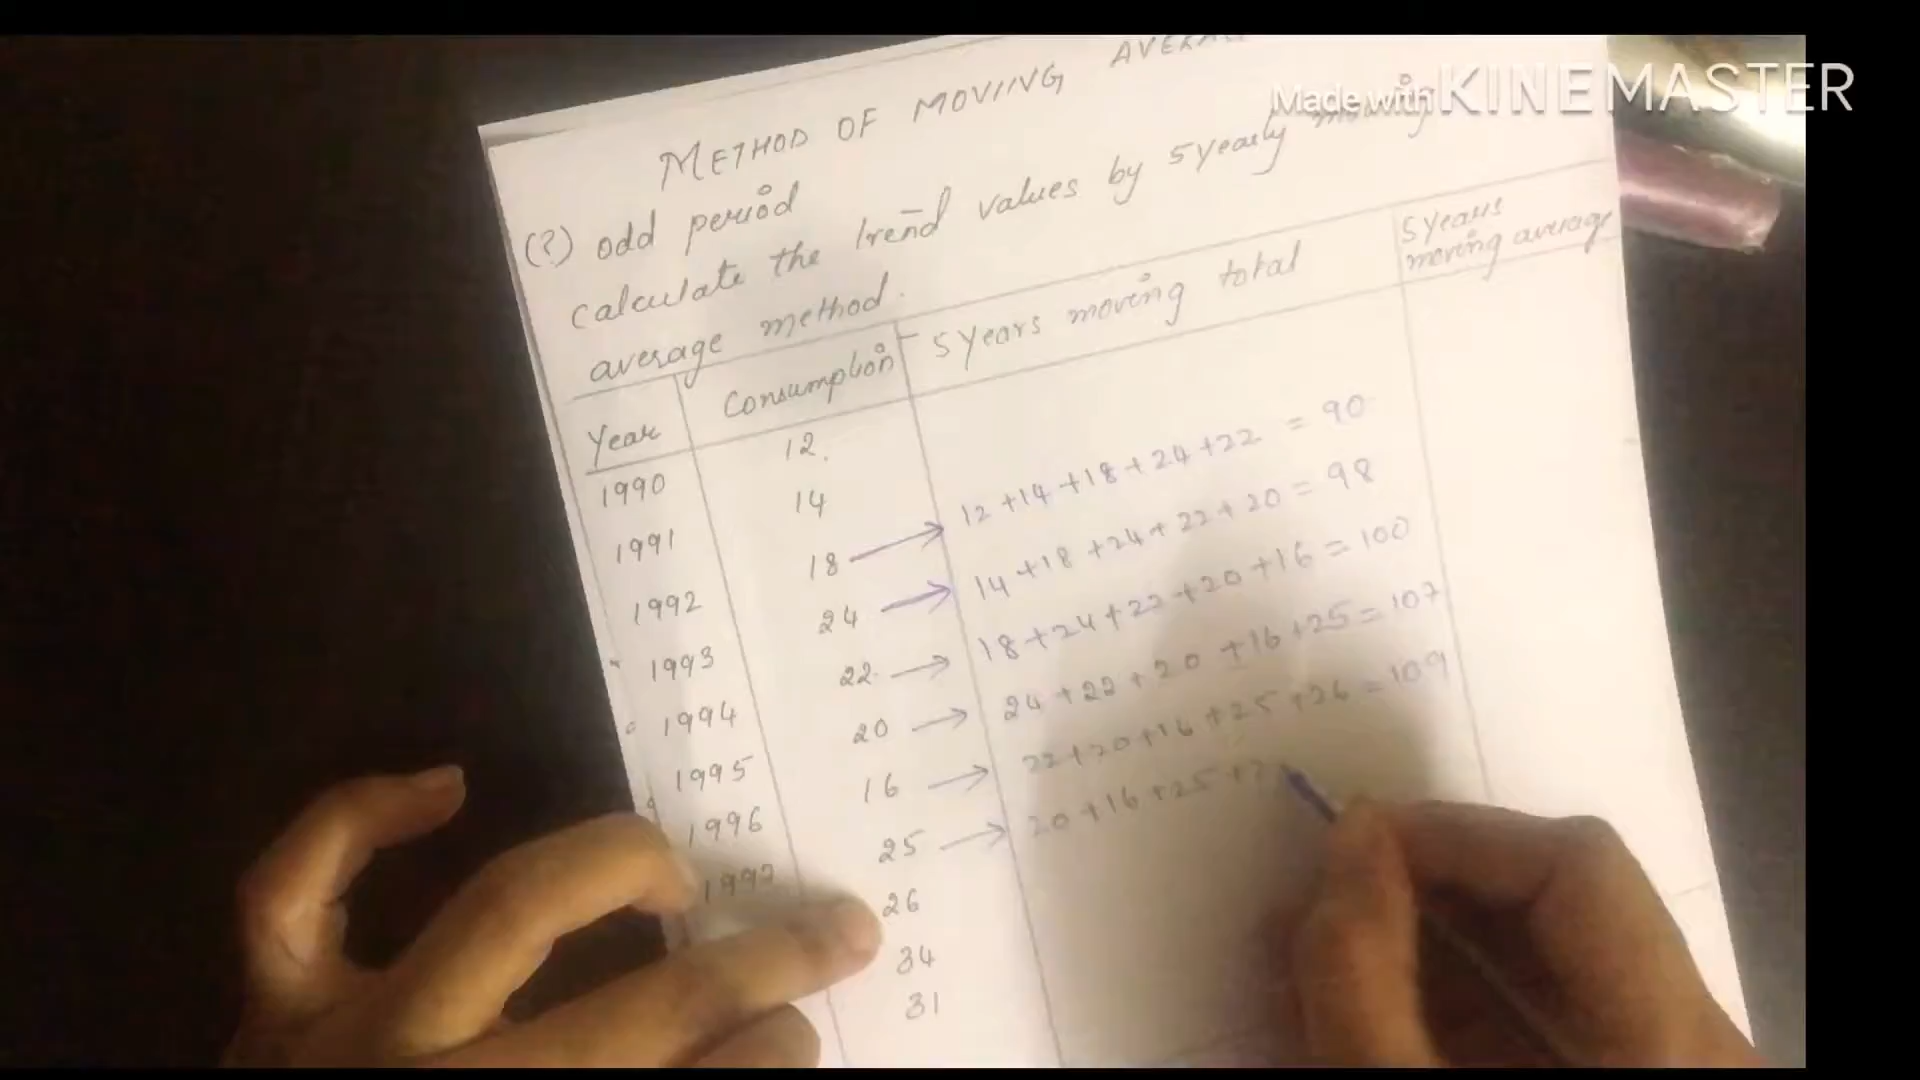 METHOD OF MOVIING
Made with KINEMASTER
(?) odd period
calculate the trend values by 5 yearly moving
average method.
Year Consumption 5 Years moving total 5 Years moving average
1990 12.
1991 14
1992 18 → 12 + 14 + 18 + 24 + 22 = 90
1993 24 → 14 + 18 + 24 + 22 + 20 = 98
1994 22. → 18 + 24 + 22 + 20 + 16 = 100
1995 20 → 24 + 22 + 20 + 16 + 25 = 107
1996 16 → 22 + 20 + 16 + 25 + 26 = 109
1997 25 → 20 + 16 + 25 + 2
26
34
31